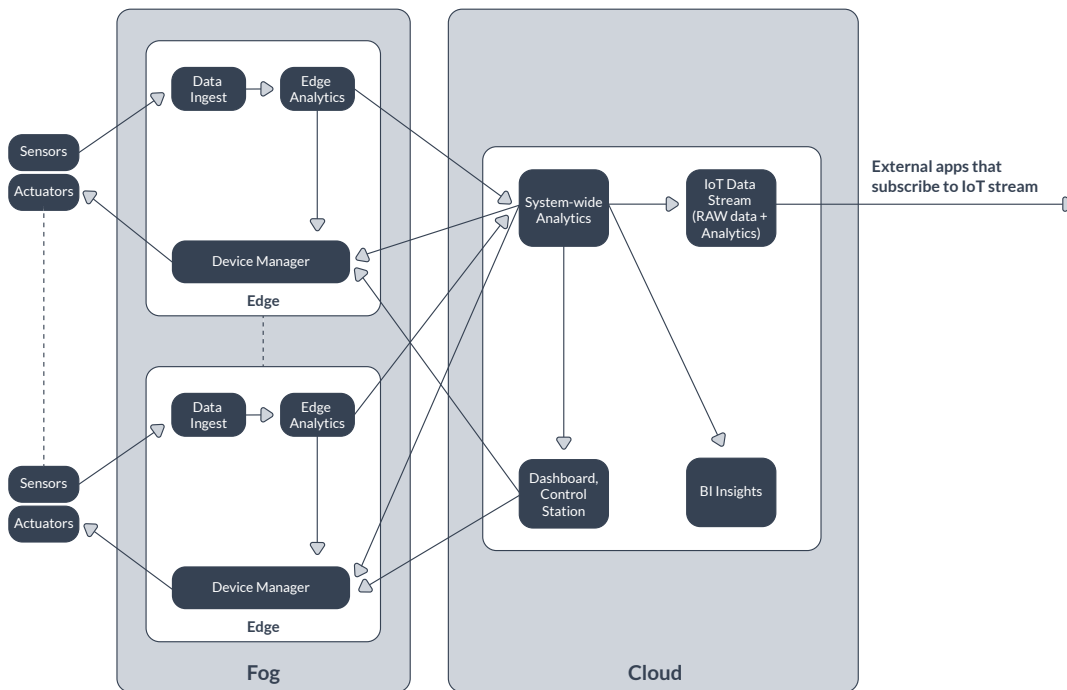 Data
Ingest
Edge
Analytics
Sensors
Actuators
Device Manager
Edge
Data
Ingest
Edge
Analytics
Sensors
Actuators
Device Manager
Edge
Fog
System-wide
Analytics
IoT Data
Stream
(RAW data +
Analytics)
Dashboard,
Control
Station
BI Insights
Cloud
External apps that
subscribe to IoT stream